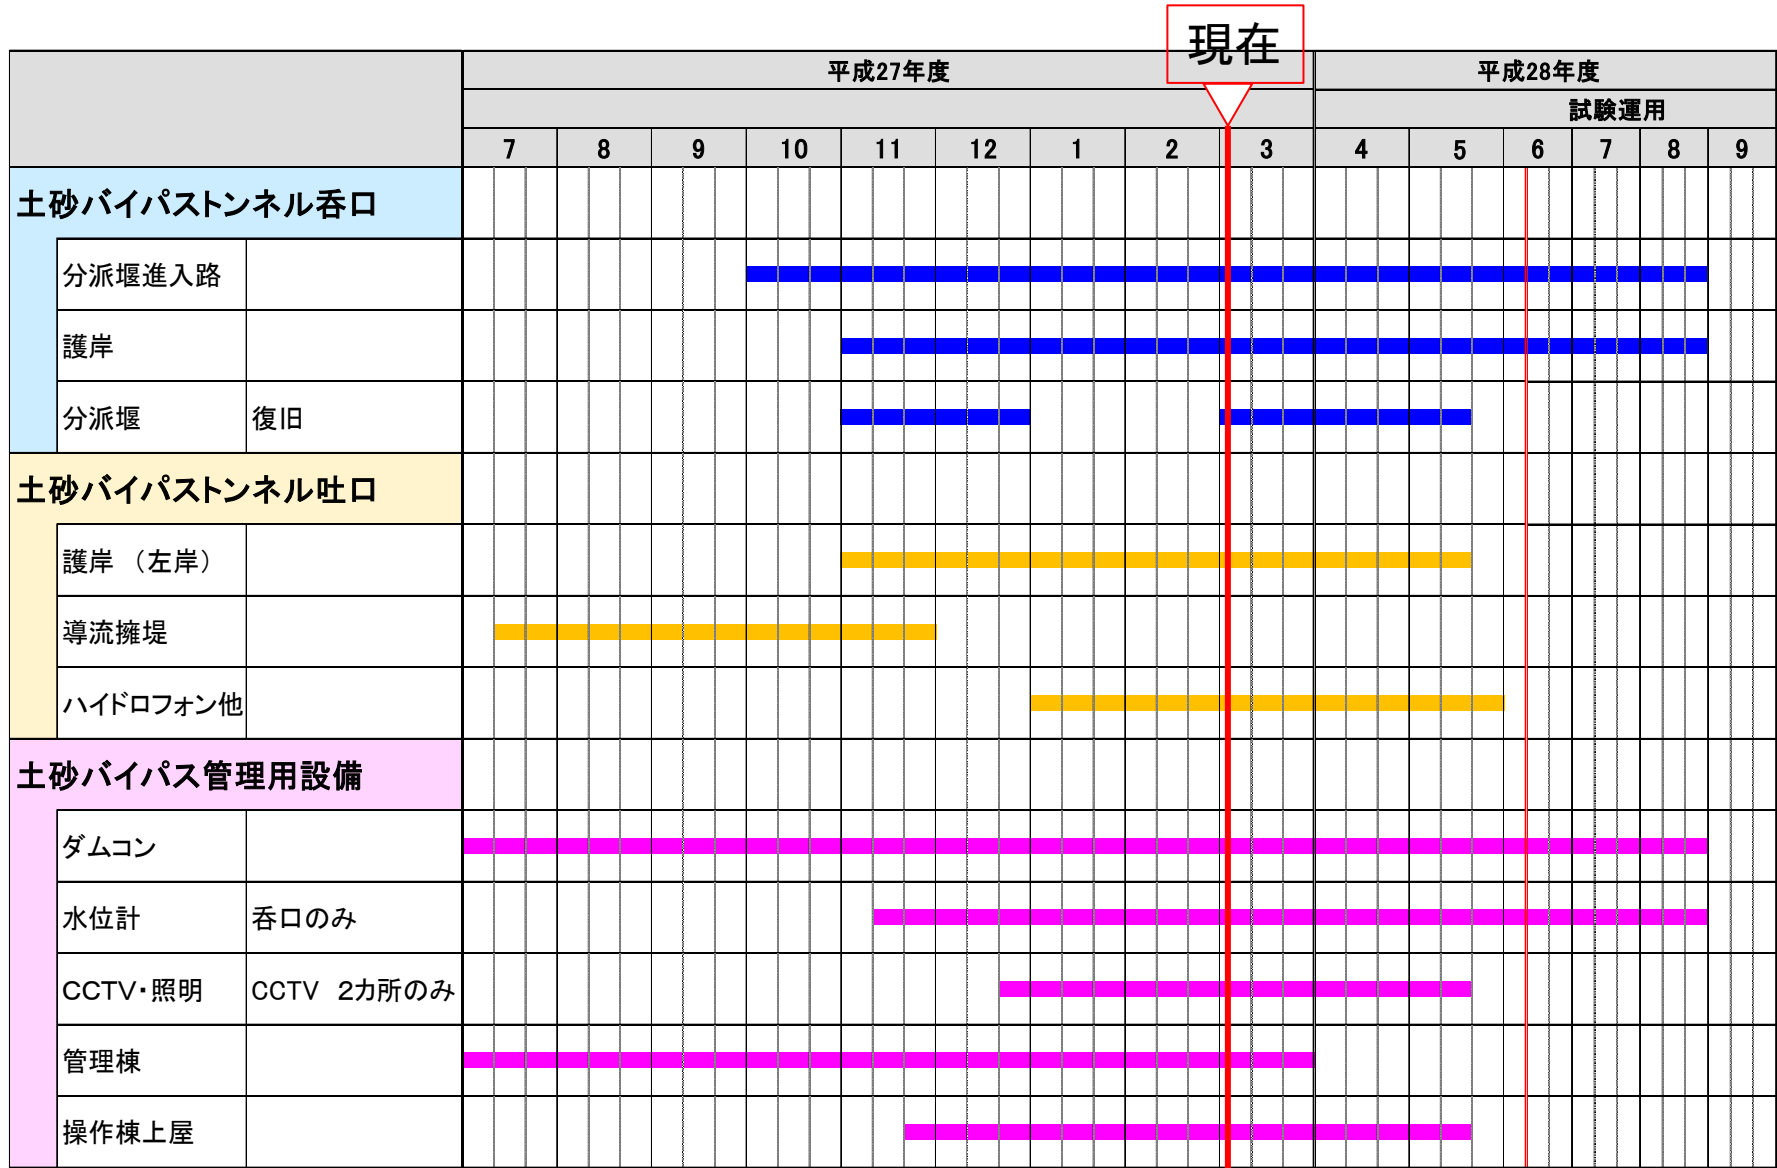 現在
平成27年度
平成28年度
試験運用
7 8 9 10 11 12 1 2 3 4 5 6 7 8 9
土砂バイパストンネル呑口
分派堰進入路
護岸
分派堰 復旧
土砂バイパストンネル吐口
護岸 （左岸）
導流擁堤
ハイドロフォン他
土砂バイパス管理用設備
ダムコン
水位計 呑口のみ
CCTV・照明 CCTV 2カ所のみ
管理棟
操作棟上屋